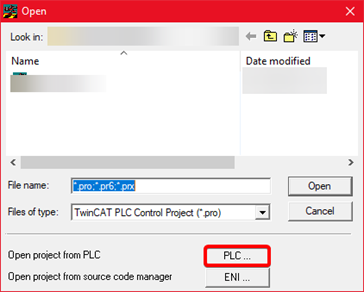 Open
Look in:
Name
Date modified
File name:
*.pro;*.pr6;*.prx
Open
Files of type:
TwinCAT PLC Control Project (*.pro)
Cancel
Open project from PLC
PLC ...
Open project from source code manager
ENI ...